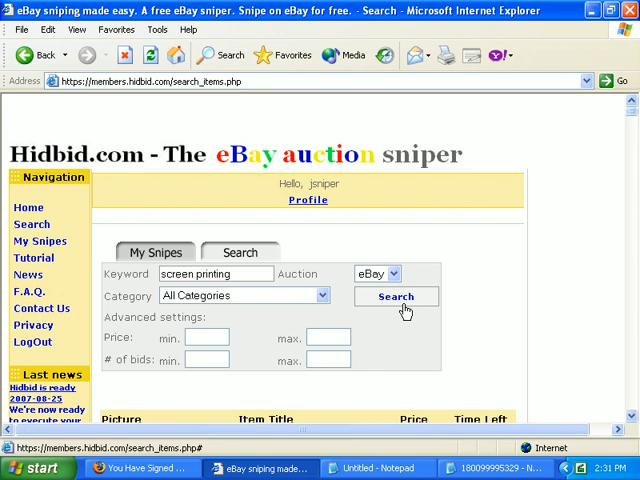 eBay sniping made easy. A free eBay sniper. Snipe on eBay for free. - Search - Microsoft Internet Explorer
File Edit View Favorites Tools Help
Back Search Favorites Media Y!
Address https://members.hidbid.com/search_items.php Go
Hidbid.com - The eBay auction sniper
Navigation
Home
Search
My Snipes
Tutorial
News
F.A.Q.
Contact Us
Privacy
LogOut
Last news
Hidbid is ready
2007-08-25
We're now ready
to execute your
Hello, jsniper
Profile
My Snipes Search
Keyword screen printing Auction eBay
Category All Categories Search
Advanced settings:
Price: min. max.
# of bids: min. max.
Picture Item Title Price Time Left
https://members.hidbid.com/search_items.php# Internet
start You Have Signed ... eBay sniping made... Untitled - Notepad 180099995329 - N... 2:31 PM